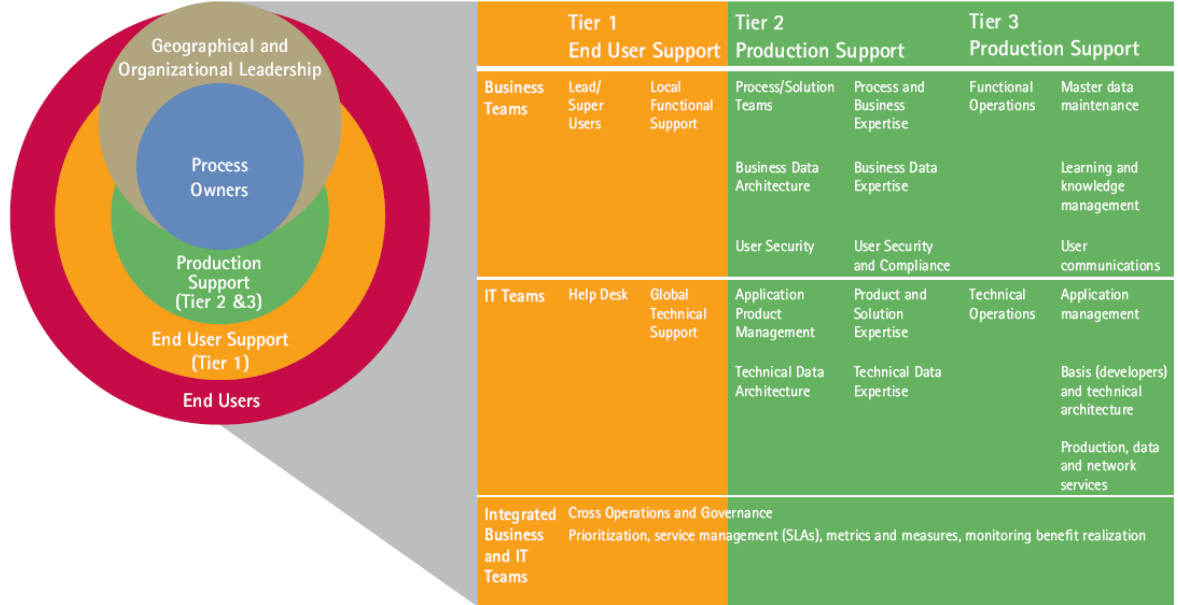 Geographical and
Organizational Leadership
Process
Owners
Production
Support
(Tier 2 &3)
End User Support
(Tier 1)
End Users
Tier 1
End User Support
Tier 2
Production Support
Tier 3
Production Support
Business
Teams
Lead/
Super
Users
Local
Functional
Support
Process/Solution
Teams
Process and
Business
Expertise
Functional
Operations
Master data
maintenance
Business Data
Architecture
Business Data
Expertise
Learning and
knowledge
management
User Security
User Security
and Compliance
User
communications
IT Teams
Help Desk
Global
Technical
Support
Application
Product
Management
Product and
Solution
Expertise
Technical
Operations
Application
management
Technical Data
Architecture
Technical Data
Expertise
Basis (developers)
and technical
architecture
Production, data
and network
services
Integrated
Business
and IT
Teams
Cross Operations and Governance
Prioritization, service management (SLAs), metrics and measures, monitoring benefit realization